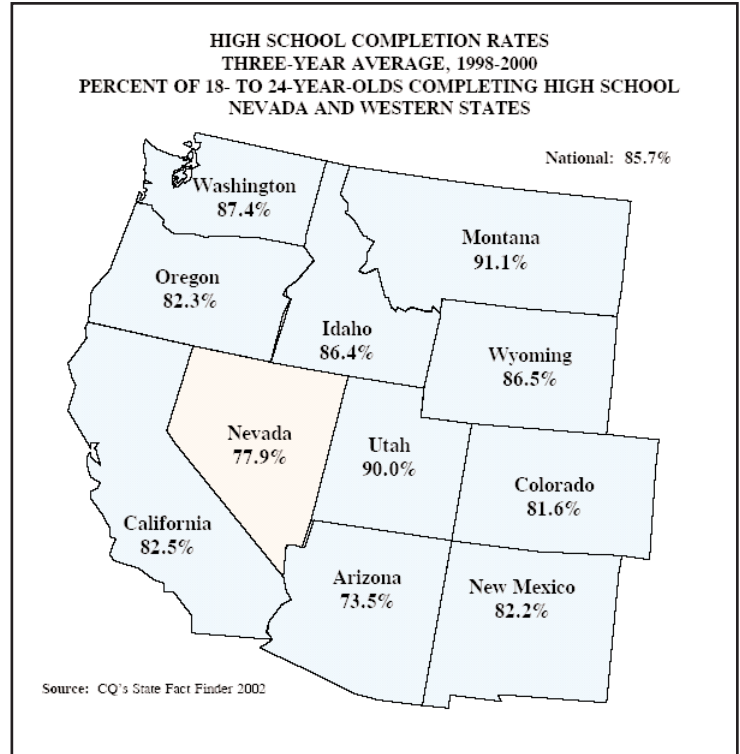 HIGH SCHOOL COMPLETION RATES
THREE-YEAR AVERAGE, 1998-2000
PERCENT OF 18- TO 24-YEAR-OLDS COMPLETING HIGH SCHOOL
NEVADA AND WESTERN STATES
National: 85.7%
Washington
87.4%
Montana
91.1%
Oregon
82.3%
Idaho
86.4%
Wyoming
86.5%
Nevada
77.9%
Utah
90.0%
Colorado
81.6%
California
82.5%
Arizona
73.5%
New Mexico
82.2%
Source: CQ's State Fact Finder 2002